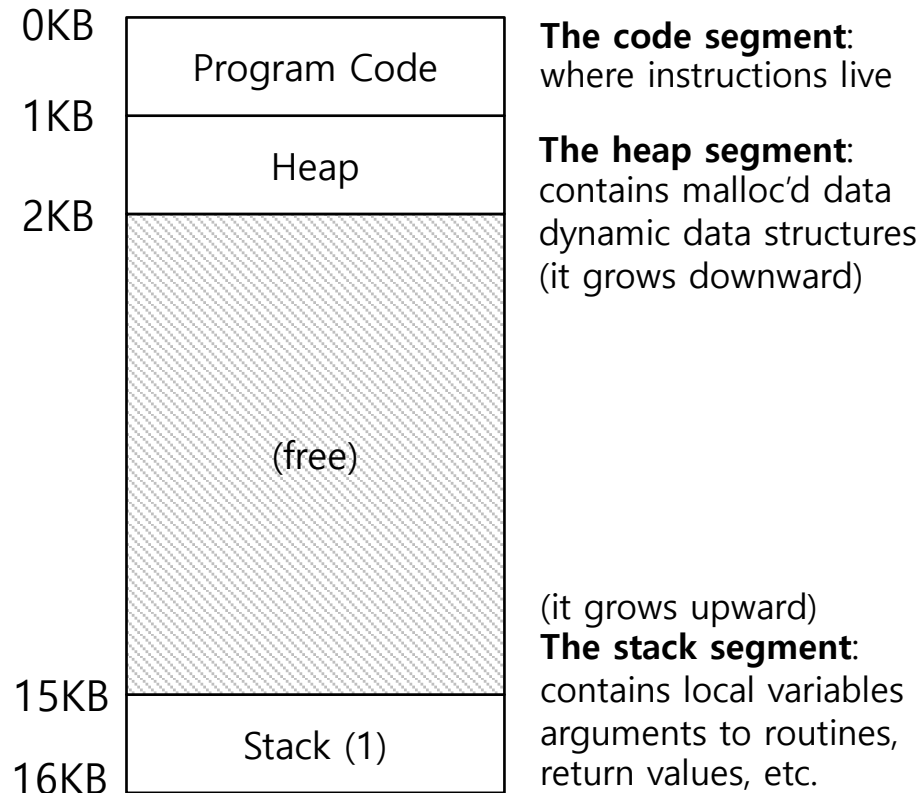 0KB
Program Code
The code segment:
where instructions live
1KB
Heap
The heap segment:
contains malloc’d data
dynamic data structures
(it grows downward)
2KB
(free)
(it grows upward)
The stack segment:
contains local variables
arguments to routines,
return values, etc.
15KB
Stack (1)
16KB